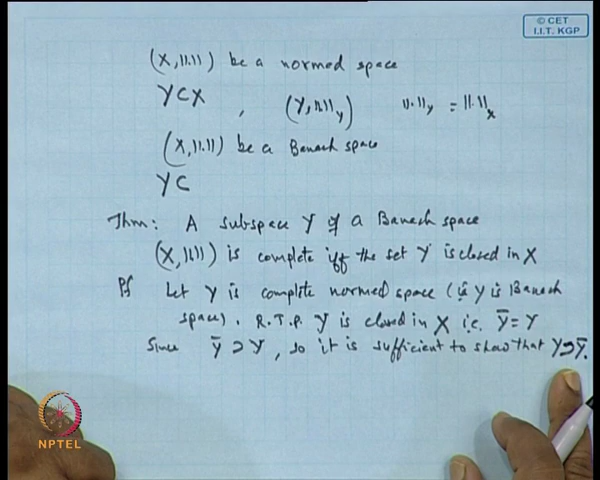 © CET
I.I.T. KGP
(X, ||.||) be a normed space
Y⊂X , (Y, ||.||_Y) ||.||_Y = ||.||_X
(X, ||.||) be a Banach space
Y⊂
Thm: A subspace Y of a Banach space
(X, ||.||) is complete iff the set Y is closed in X
Pf Let Y is complete normed space (ie Y is Banach
space). R.T.P. Y is closed in X i.e. Ȳ = Y
Since Ȳ ⊃ Y, so it is sufficient to show that Y ⊃ Ȳ.
NPTEL